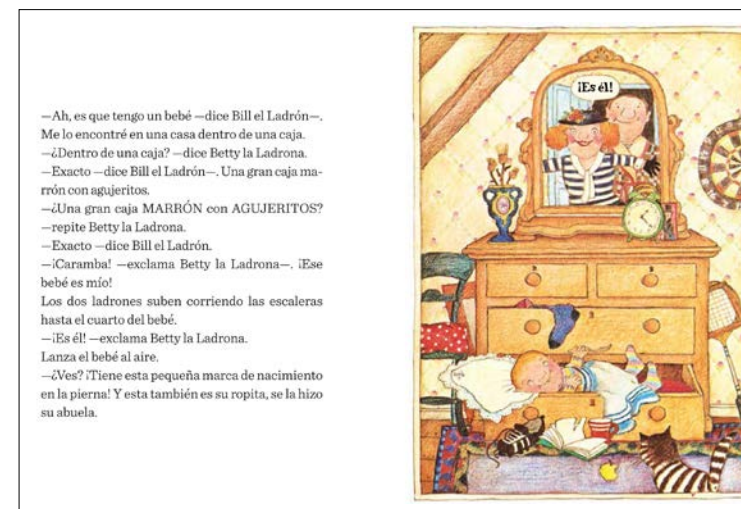 —Ah, es que tengo un bebé —dice Bill el Ladrón—.
Me lo encontré en una casa dentro de una caja.
—¿Dentro de una caja? —dice Betty la Ladrona.
—Exacto —dice Bill el Ladrón—. Una gran caja ma-
rrón con agujeritos.
—¿Una gran caja MARRÓN con AGUJERITOS?
—repite Betty la Ladrona.
—Exacto —dice Bill el Ladrón.
—¡Caramba! —exclama Betty la Ladrona—. ¡Ese
bebé es mío!
Los dos ladrones suben corriendo las escaleras
hasta el cuarto del bebé.
—¡Es él! —exclama Betty la Ladrona.
Lanza el bebé al aire.
—¿Ves? ¡Tiene esta pequeña marca de nacimiento
en la pierna! Y esta también es su ropita, se la hizo
su abuela.
¡Es él!